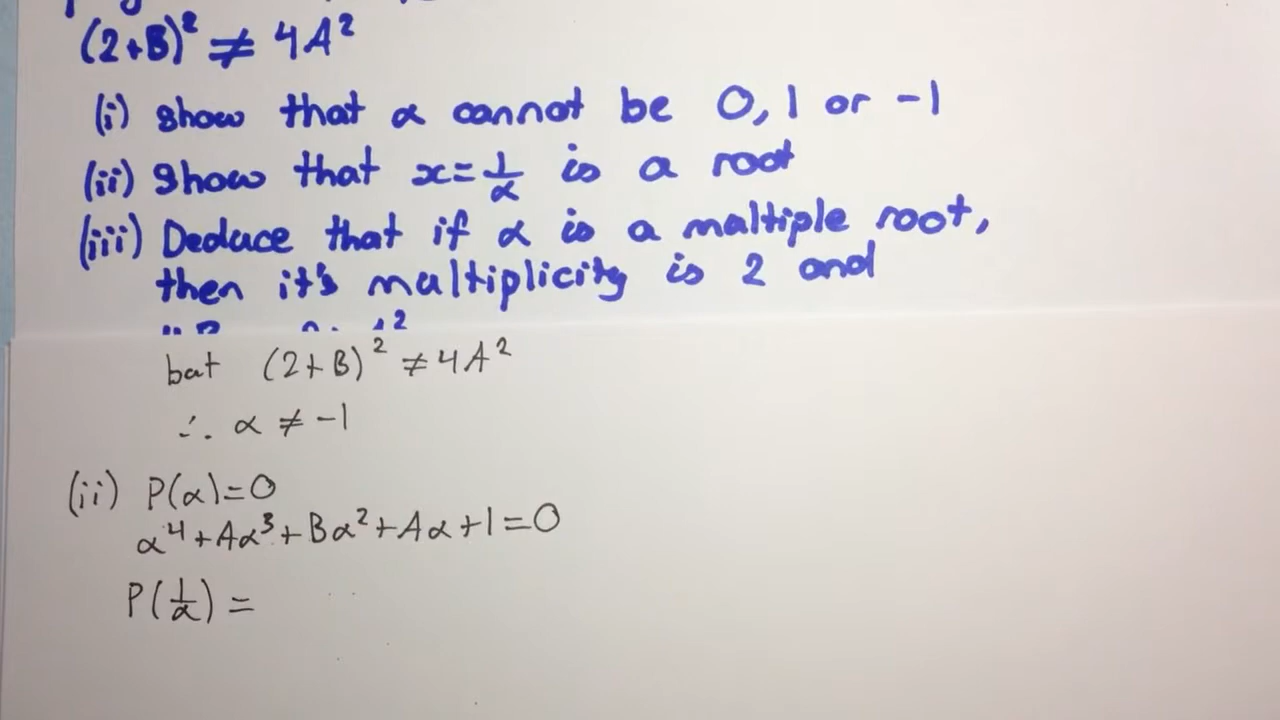 (2+B)² ≠ 4A²
(i) show that α cannot be 0, 1 or -1
(ii) Show that x = 1/α is a root
(iii) Deduce that if α is a multiple root,
then it's multiplicity is 2 and
but (2+B)² ≠ 4A²
∴ α ≠ -1
(ii) P(α)=0
α⁴+Aα³+Bα²+Aα+1=0
P(1/α) =